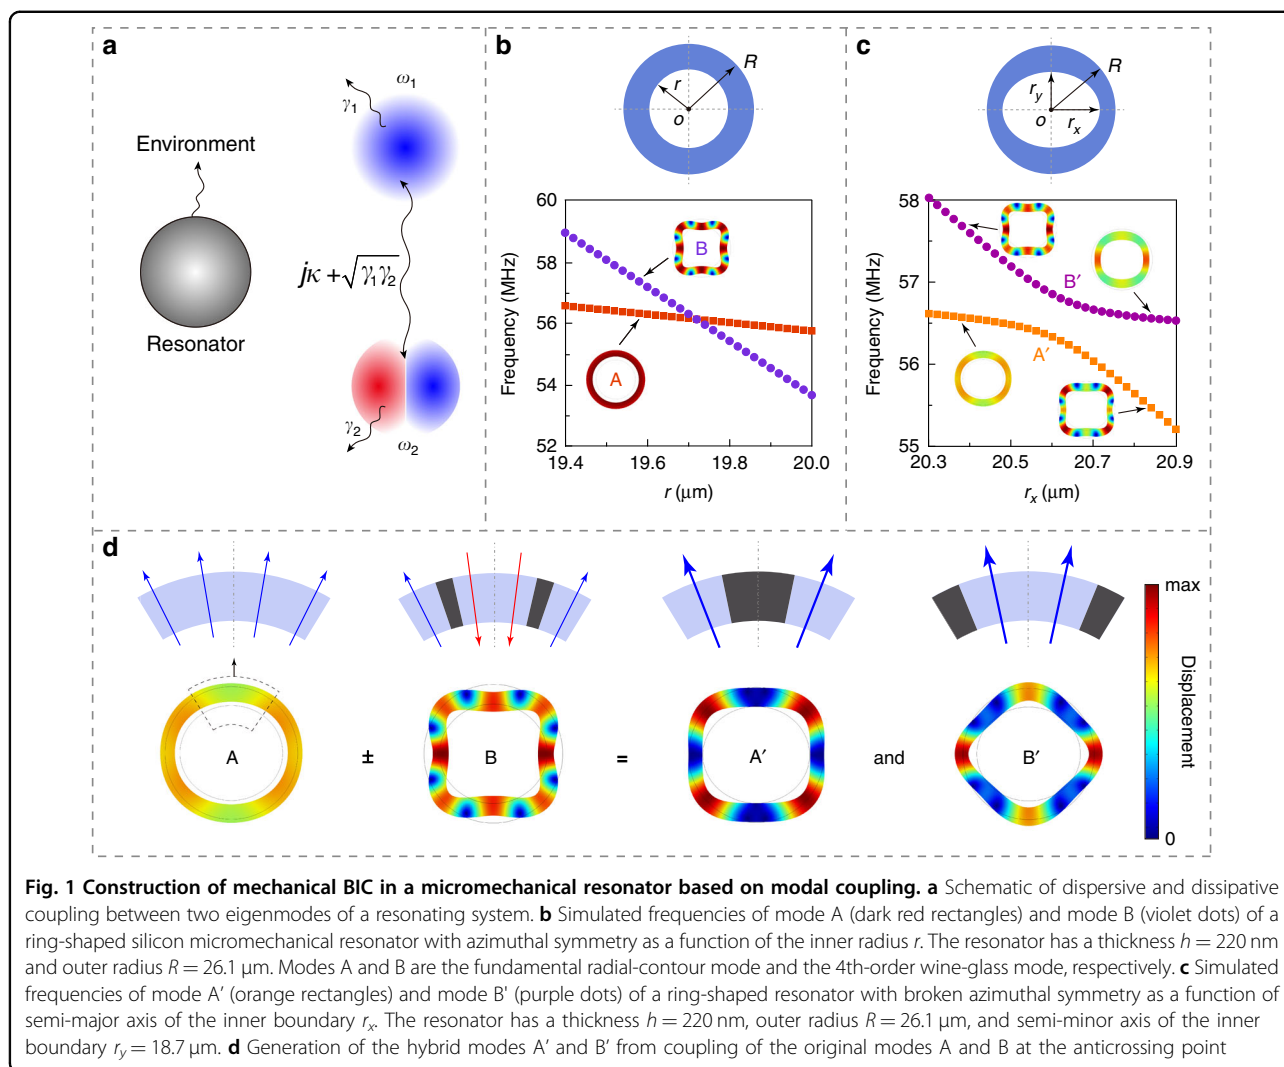 a
ω1
γ1
Environment
jκ + √γ1γ2
Resonator
γ2
ω2
b
R
r
o
60
58
56
54
52
Frequency (MHz)
B
A
19.4
19.6
19.8
20.0
r (μm)
c
R
ry
o
rx
58
57
56
55
Frequency (MHz)
B′
A′
20.3
20.5
20.7
20.9
rx (μm)
d
A
±
B
=
A′
and
B′
max
Displacement
0
Fig. 1 Construction of mechanical BIC in a micromechanical resonator based on modal coupling. a Schematic of dispersive and dissipative
coupling between two eigenmodes of a resonating system. b Simulated frequencies of mode A (dark red rectangles) and mode B (violet dots) of a
ring-shaped silicon micromechanical resonator with azimuthal symmetry as a function of the inner radius r. The resonator has a thickness h = 220 nm
and outer radius R = 26.1 μm. Modes A and B are the fundamental radial-contour mode and the 4th-order wine-glass mode, respectively. c Simulated
frequencies of mode A′ (orange rectangles) and mode B' (purple dots) of a ring-shaped resonator with broken azimuthal symmetry as a function of
semi-major axis of the inner boundary rx. The resonator has a thickness h = 220 nm, outer radius R = 26.1 μm, and semi-minor axis of the inner
boundary ry = 18.7 μm. d Generation of the hybrid modes A′ and B′ from coupling of the original modes A and B at the anticrossing point